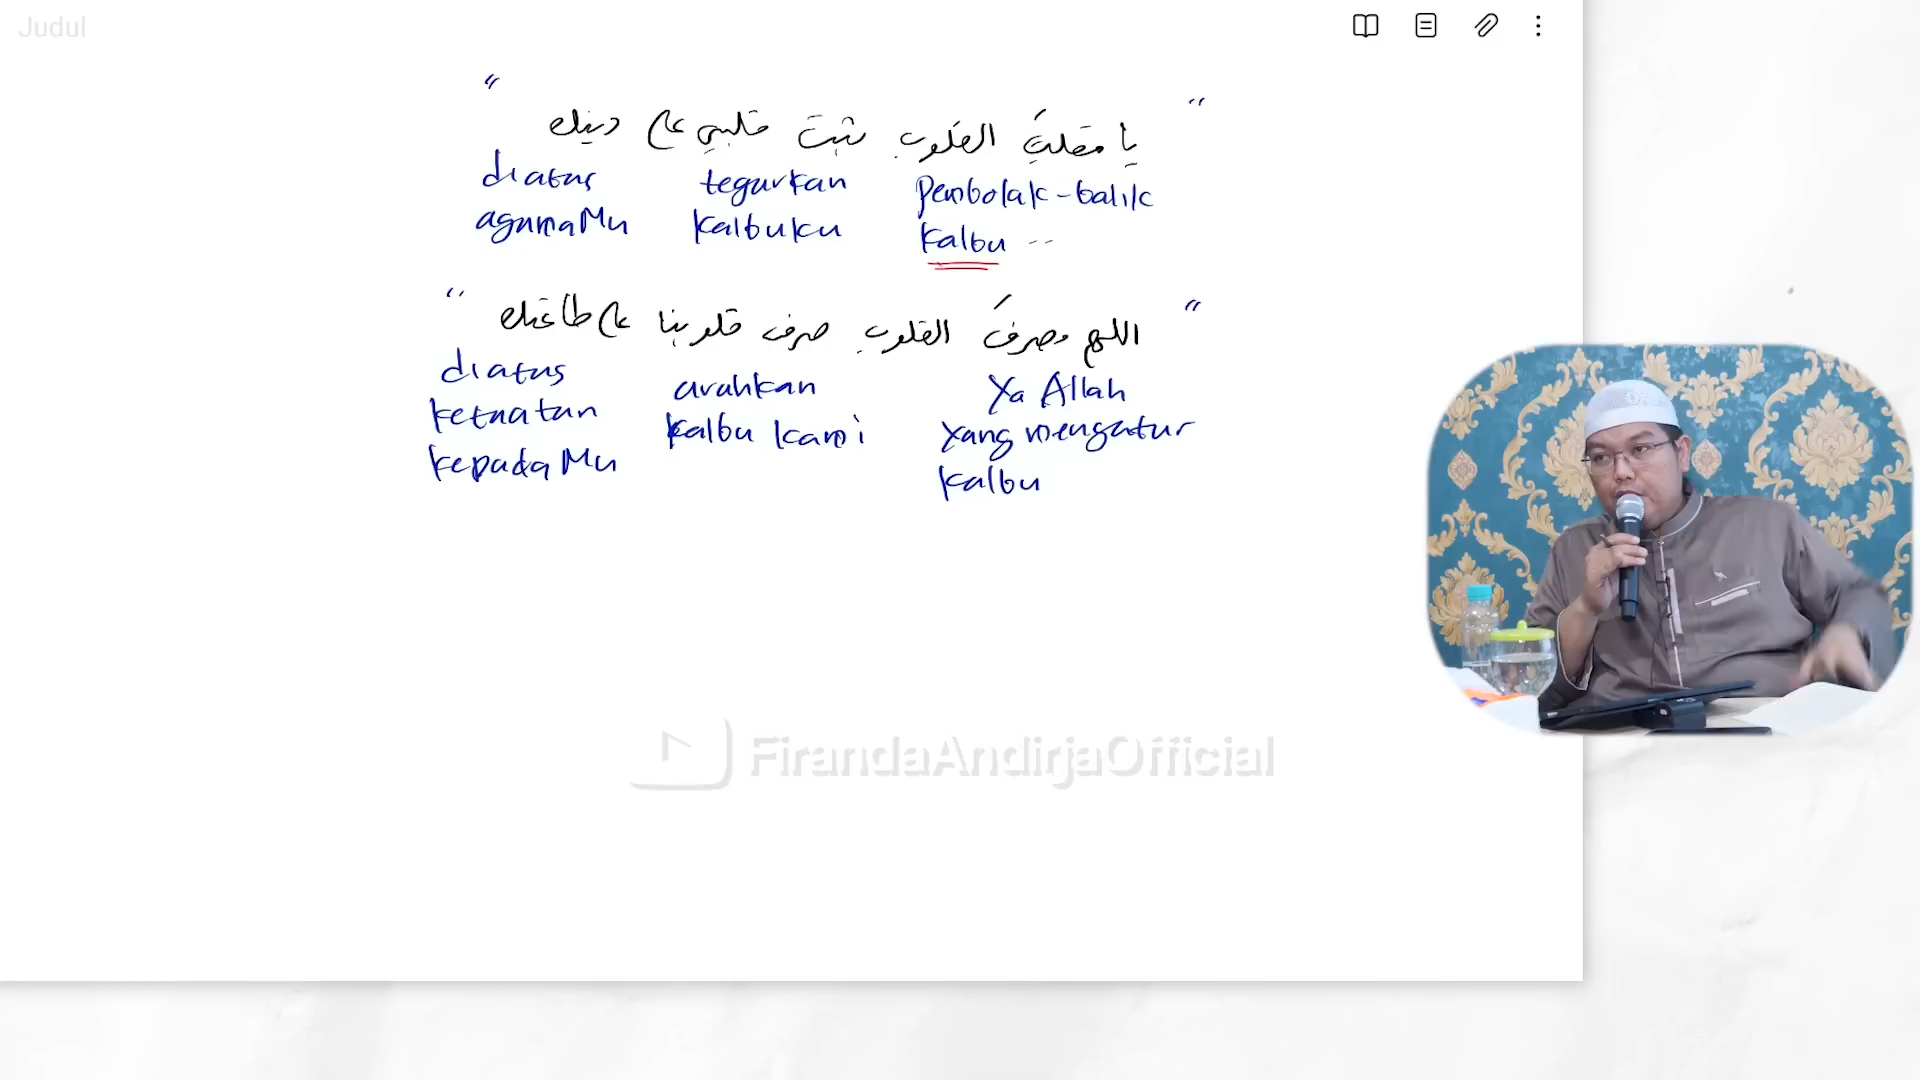 Judul
"يا مقلبَ القلوب ثبت قلبي على دينك"
Pembolak-balik tegurkan diatas
kalbu -- kalbuku agamaMu
"اللهم مصرفَ القلوب صرف قلوبنا على طاعتك"
Ya Allah arahkan diatas
yang mengatur kalbu kami ketaatan
kalbu kepadaMu
FirandaAndirjaOfficial